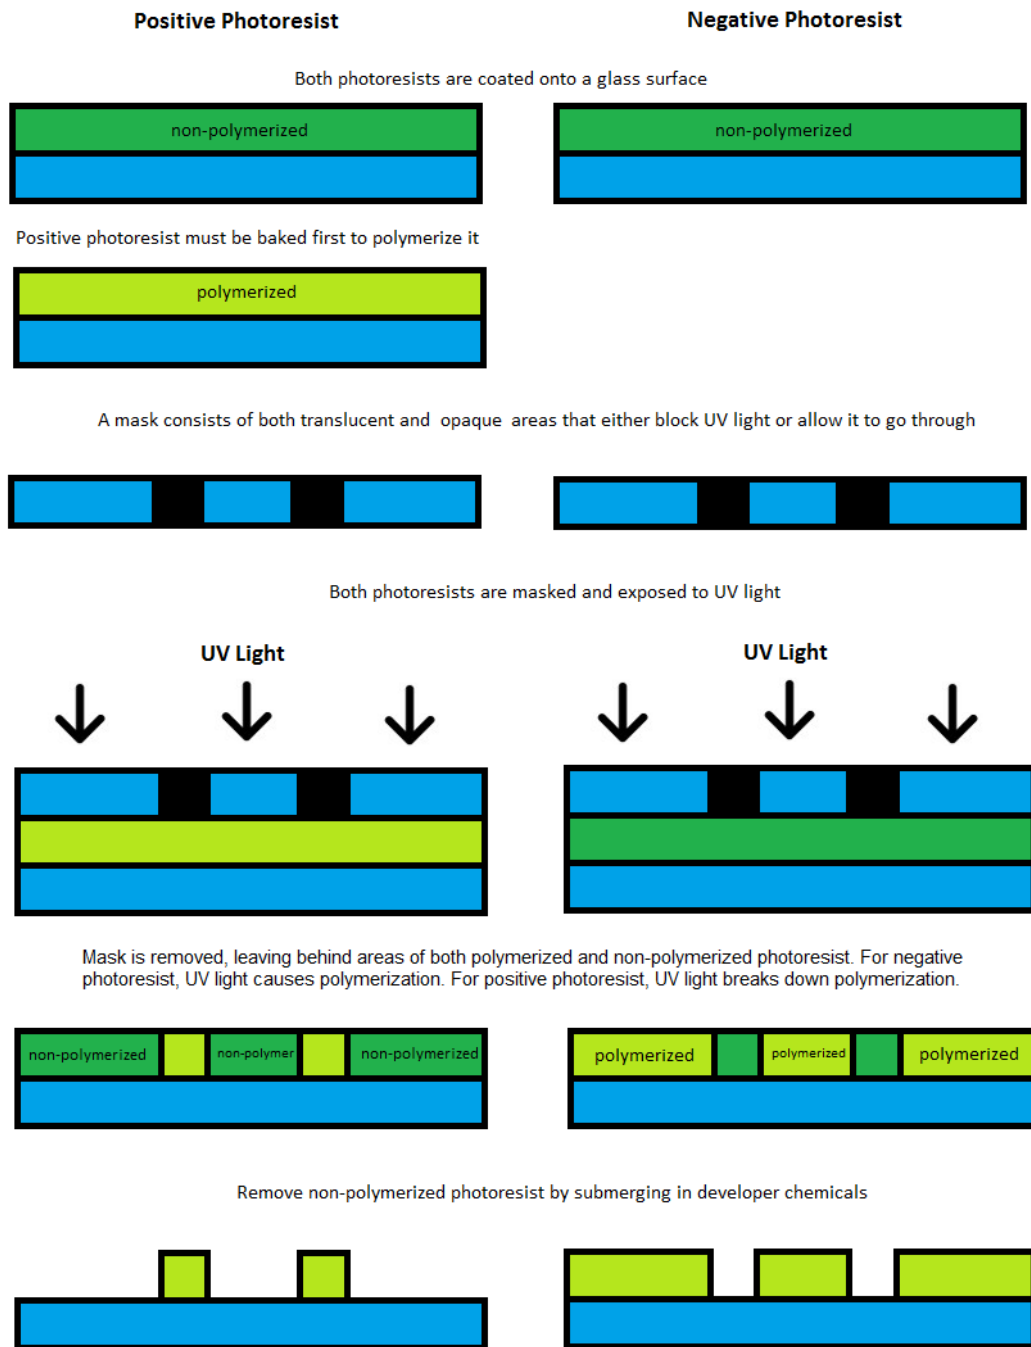 Positive Photoresist
Negative Photoresist
Both photoresists are coated onto a glass surface
non-polymerized
non-polymerized
Positive photoresist must be baked first to polymerize it
polymerized
A mask consists of both translucent and opaque areas that either block UV light or allow it to go through
Both photoresists are masked and exposed to UV light
UV Light
UV Light
Mask is removed, leaving behind areas of both polymerized and non-polymerized photoresist. For negative
photoresist, UV light causes polymerization. For positive photoresist, UV light breaks down polymerization.
non-polymerized
non-polymer
non-polymerized
polymerized
polymerized
polymerized
Remove non-polymerized photoresist by submerging in developer chemicals